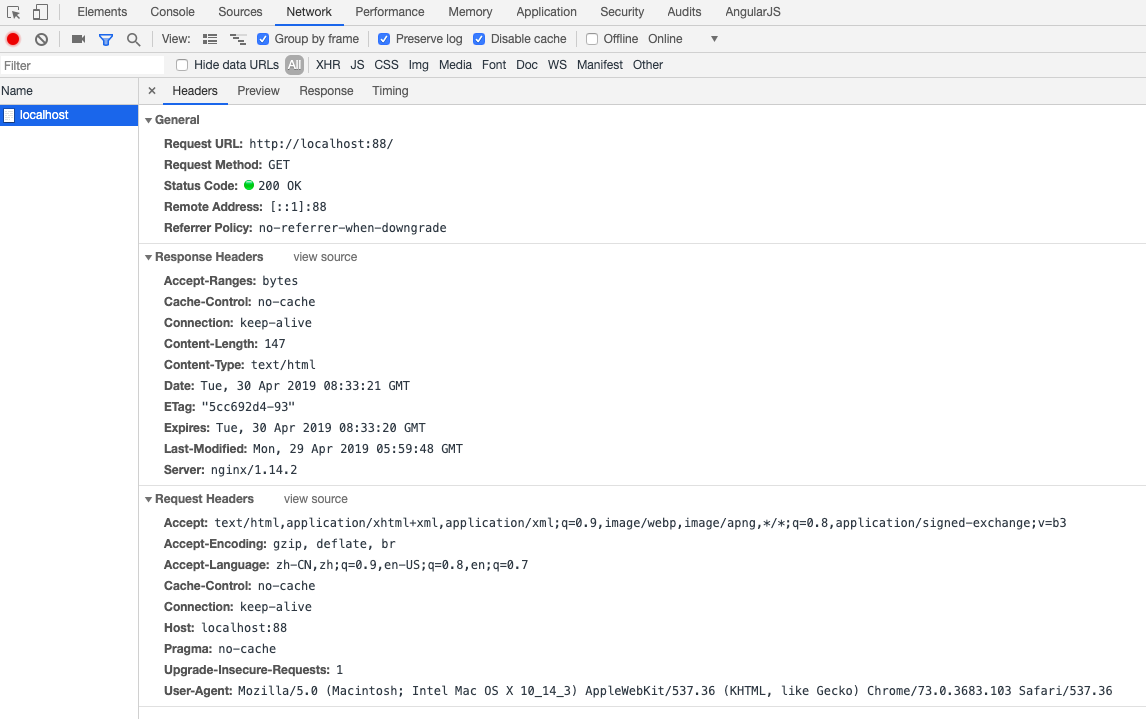 Elements Console Sources Network Performance Memory Application Security Audits AngularJS
View: Group by frame Preserve log Disable cache Offline Online
Filter Hide data URLs All XHR JS CSS Img Media Font Doc WS Manifest Other
Name × Headers Preview Response Timing
localhost
General
Request URL: http://localhost:88/
Request Method: GET
Status Code: 200 OK
Remote Address: [::1]:88
Referrer Policy: no-referrer-when-downgrade
Response Headers view source
Accept-Ranges: bytes
Cache-Control: no-cache
Connection: keep-alive
Content-Length: 147
Content-Type: text/html
Date: Tue, 30 Apr 2019 08:33:21 GMT
ETag: "5cc692d4-93"
Expires: Tue, 30 Apr 2019 08:33:20 GMT
Last-Modified: Mon, 29 Apr 2019 05:59:48 GMT
Server: nginx/1.14.2
Request Headers view source
Accept: text/html,application/xhtml+xml,application/xml;q=0.9,image/webp,image/apng,*/*;q=0.8,application/signed-exchange;v=b3
Accept-Encoding: gzip, deflate, br
Accept-Language: zh-CN,zh;q=0.9,en-US;q=0.8,en;q=0.7
Cache-Control: no-cache
Connection: keep-alive
Host: localhost:88
Pragma: no-cache
Upgrade-Insecure-Requests: 1
User-Agent: Mozilla/5.0 (Macintosh; Intel Mac OS X 10_14_3) AppleWebKit/537.36 (KHTML, like Gecko) Chrome/73.0.3683.103 Safari/537.36